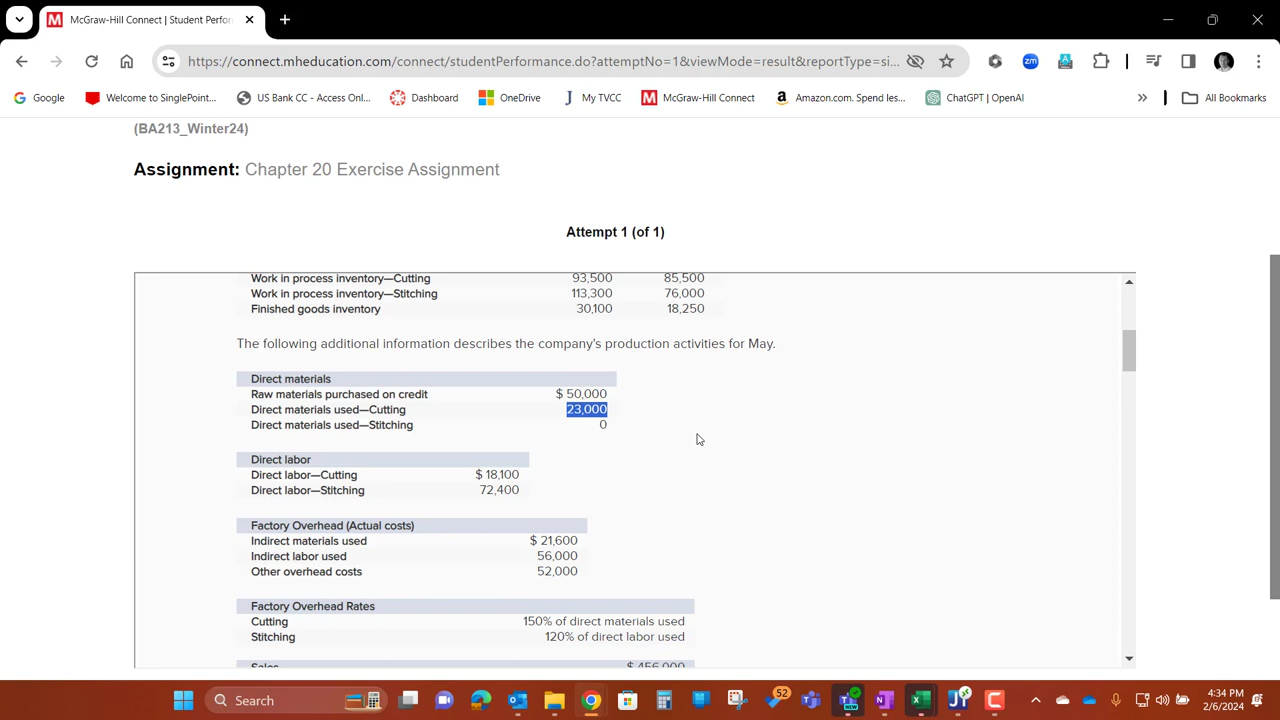 McGraw-Hill Connect | Student Perfor
https://connect.mheducation.com/connect/studentPerformance.do?attemptNo=1&viewMode=result&reportType=si...
Google Welcome to SinglePoint... US Bank CC - Access Onl... Dashboard OneDrive My TVCC McGraw-Hill Connect Amazon.com. Spend les... ChatGPT | OpenAI All Bookmarks
(BA213_Winter24)
Assignment: Chapter 20 Exercise Assignment
Attempt 1 (of 1)
Work in process inventory—Cutting 93,500 85,500
Work in process inventory—Stitching 113,300 76,000
Finished goods inventory 30,100 18,250
The following additional information describes the company's production activities for May.
Direct materials
Raw materials purchased on credit $ 50,000
Direct materials used—Cutting 23,000
Direct materials used—Stitching 0
Direct labor
Direct labor—Cutting $ 18,100
Direct labor—Stitching 72,400
Factory Overhead (Actual costs)
Indirect materials used $ 21,600
Indirect labor used 56,000
Other overhead costs 52,000
Factory Overhead Rates
Cutting 150% of direct materials used
Stitching 120% of direct labor used
Sales $ 456,000
Search 52 4:34 PM
2/6/2024